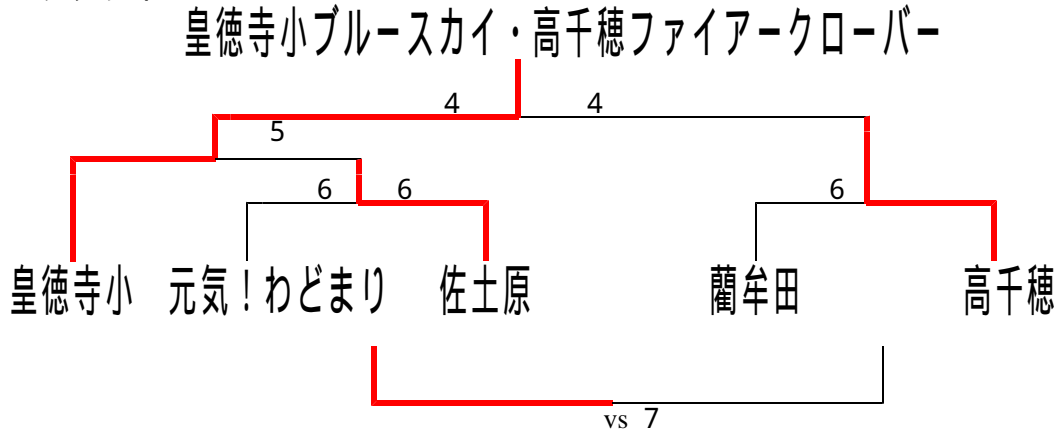 皇徳寺小ブルースカイ・高千穂ファイアークローバー
4 4
5
6 6 6
皇徳寺小 元気！わどまり 佐土原 藺牟田 高千穂
vs 7